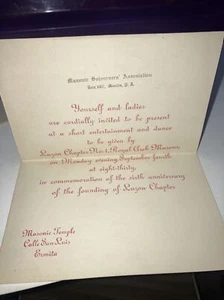 Masonic Sojourners' Association
Box 597, Manila, P. I.
Yourself and ladies
are cordially invited to be present
at a short entertainment and dance
to be given by
Luzon Chapter No. 1, Royal Arch Masons
on Monday evening, September fourth
at eight-thirty,
in commemoration of the sixth anniversary
of the founding of Luzon Chapter
Masonic Temple
Calle San Luis
Ermita